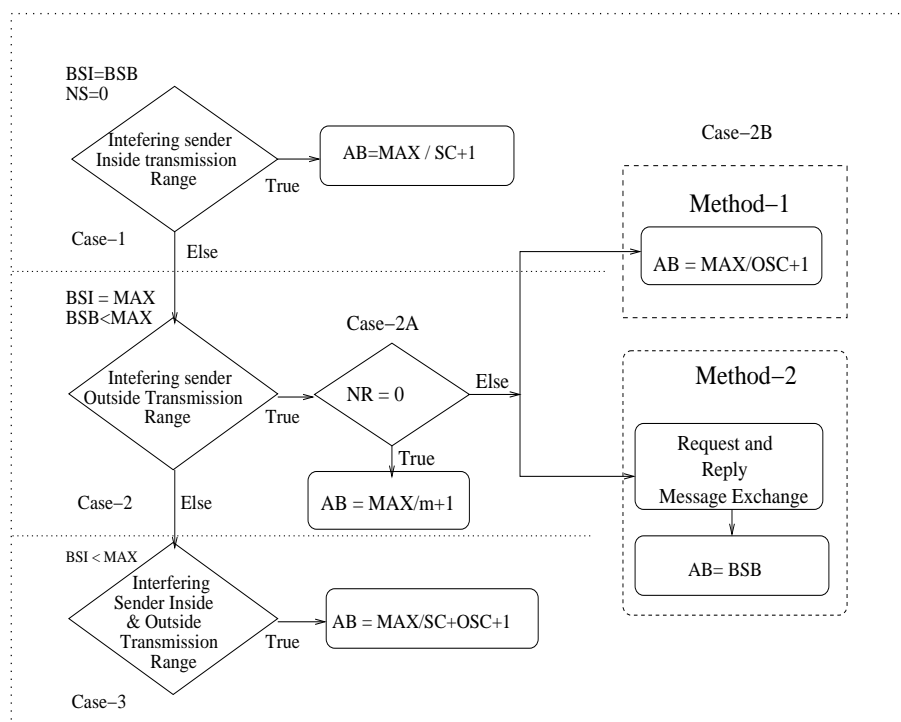 BSI=BSB
NS=0
Intefering sender
Inside transmission
Range
True
AB=MAX / SC+1
Case−1
Else
BSI = MAX
BSB<MAX
Intefering sender
Outside Transmission
Range
True
Case−2A
NR = 0
Else
True
AB = MAX/m+1
Case−2B
Method−1
AB = MAX/OSC+1
Method−2
Request and
Reply
Message Exchange
AB= BSB
Case−2
Else
BSI < MAX
Interfering
Sender Inside
& Outside
Transmission
Range
True
AB = MAX/SC+OSC+1
Case−3